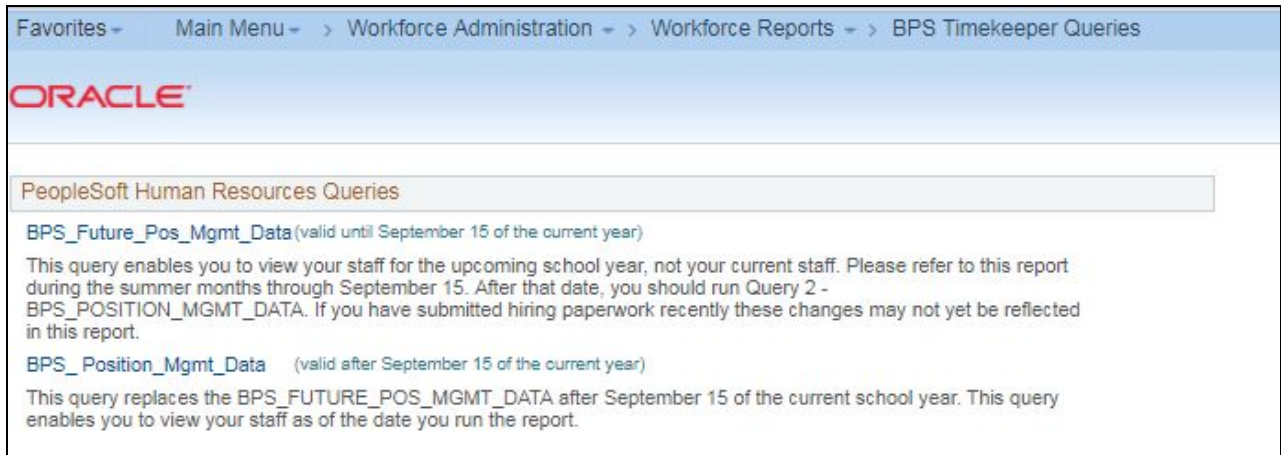 Favorites Main Menu > Workforce Administration > Workforce Reports > BPS Timekeeper Queries
ORACLE
PeopleSoft Human Resources Queries
BPS_Future_Pos_Mgmt_Data (valid until September 15 of the current year)
This query enables you to view your staff for the upcoming school year, not your current staff. Please refer to this report
during the summer months through September 15. After that date, you should run Query 2 -
BPS_POSITION_MGMT_DATA. If you have submitted hiring paperwork recently these changes may not yet be reflected
in this report.
BPS_ Position_Mgmt_Data (valid after September 15 of the current year)
This query replaces the BPS_FUTURE_POS_MGMT_DATA after September 15 of the current school year. This query
enables you to view your staff as of the date you run the report.